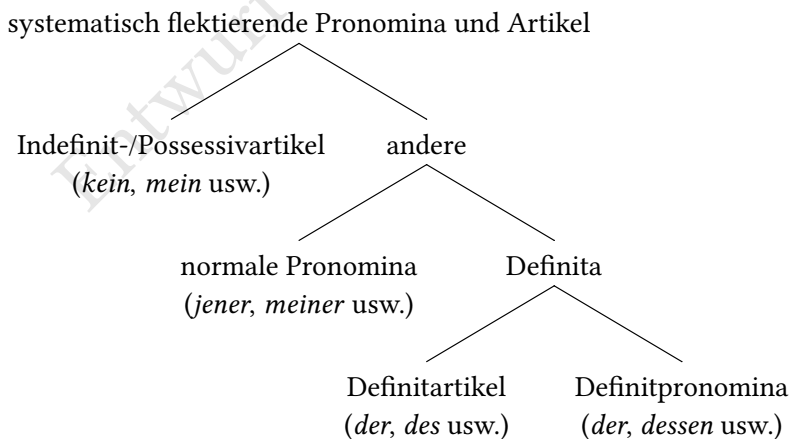 systematisch flektierende Pronomina und Artikel
Entwurf
Indefinit-/Possessivartikel andere
(kein, mein usw.)
normale Pronomina Definita
(jener, meiner usw.)
Definitartikel Definitpronomina
(der, des usw.) (der, dessen usw.)